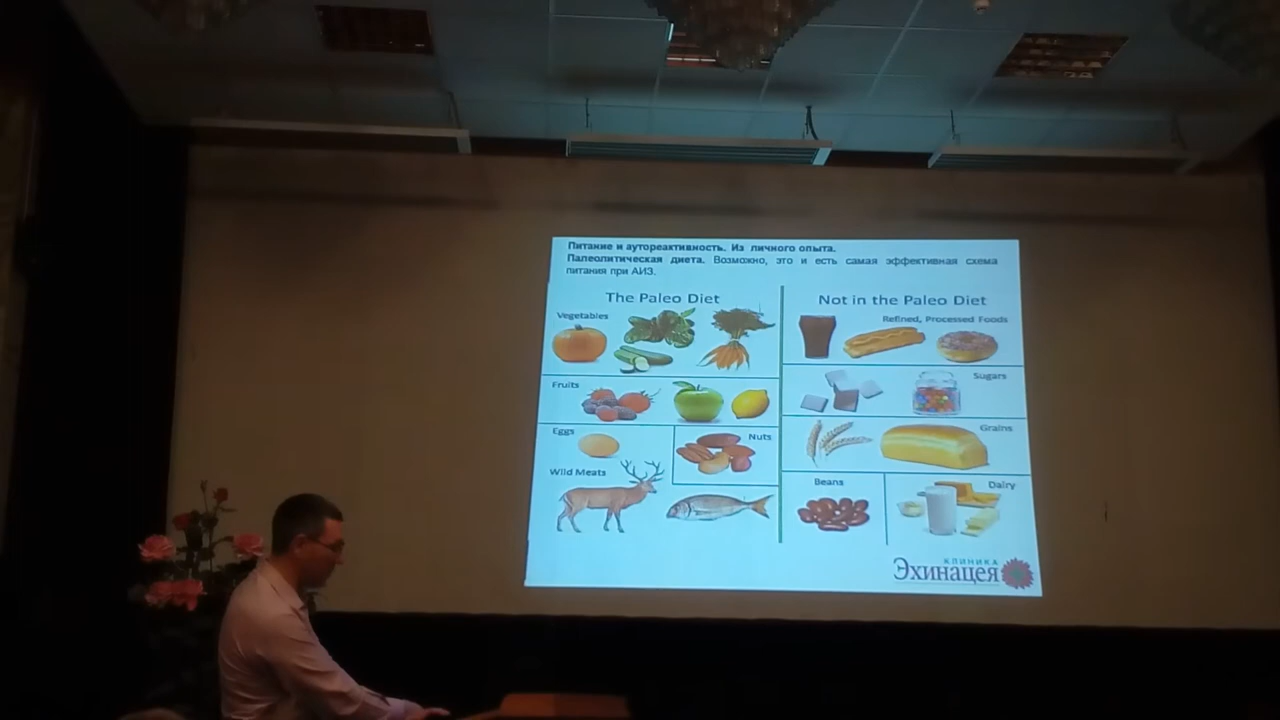 Питание и аутореактивность. Из личного опыта.
Палеолитическая диета. Возможно, это и есть самая эффективная схема
питания при АИЗ.
The Paleo Diet
Vegetables
Fruits
Eggs
Nuts
Wild Meats
Not in the Paleo Diet
Refined, Processed Foods
Sugars
Grains
Beans
Dairy
КЛИНИКА
Эхинацея